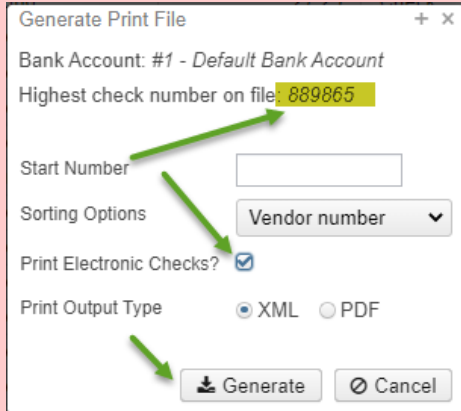 Generate Print File
Bank Account: #1 - Default Bank Account
Highest check number on file: 889865
Start Number
Sorting Options Vendor number
Print Electronic Checks?
Print Output Type XML PDF
Generate Cancel